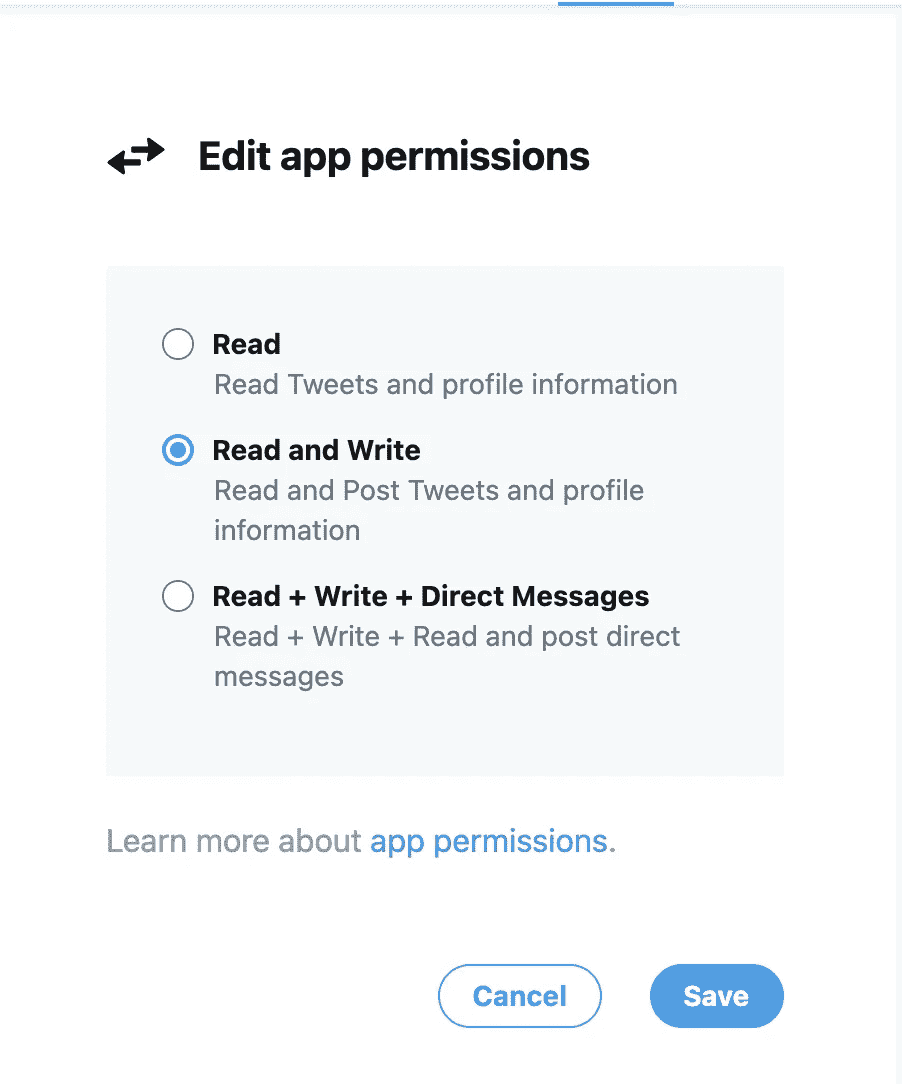 Edit app permissions
Read
Read Tweets and profile information
Read and Write
Read and Post Tweets and profile
information
Read + Write + Direct Messages
Read + Write + Read and post direct
messages
Learn more about app permissions.
Cancel
Save